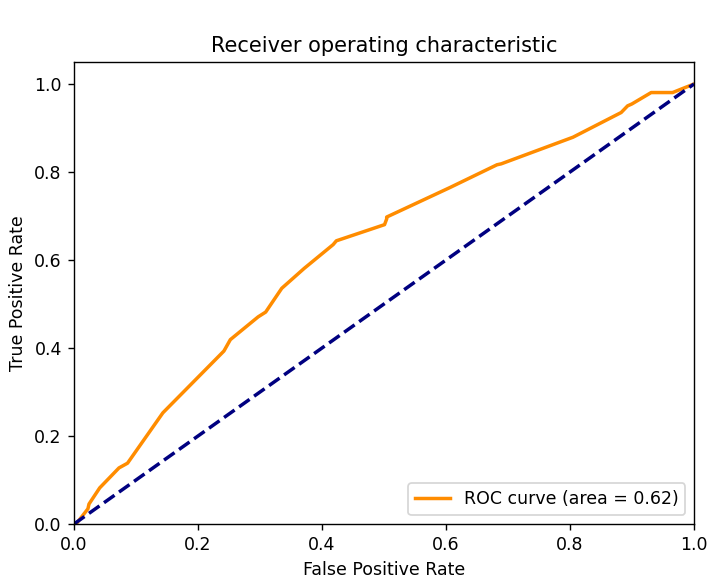 Receiver operating characteristic
True Positive Rate
1.0
0.8
0.6
0.4
0.2
0.0
ROC curve (area = 0.62)
0.0 0.2 0.4 0.6 0.8 1.0
False Positive Rate